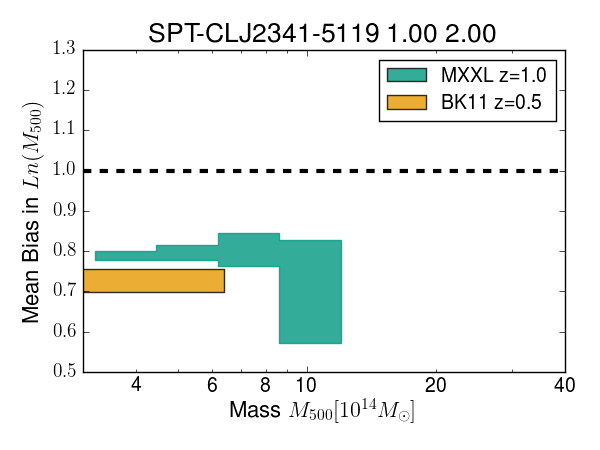 SPT-CLJ2341-5119 1.00 2.00
MXXL z=1.0
BK11 z=0.5
Mean Bias in Ln(M₅₀₀)
1.3
1.2
1.1
1.0
0.9
0.8
0.7
0.6
0.5
4 6 8 10 20 40
Mass M₅₀₀[10¹⁴M☉]